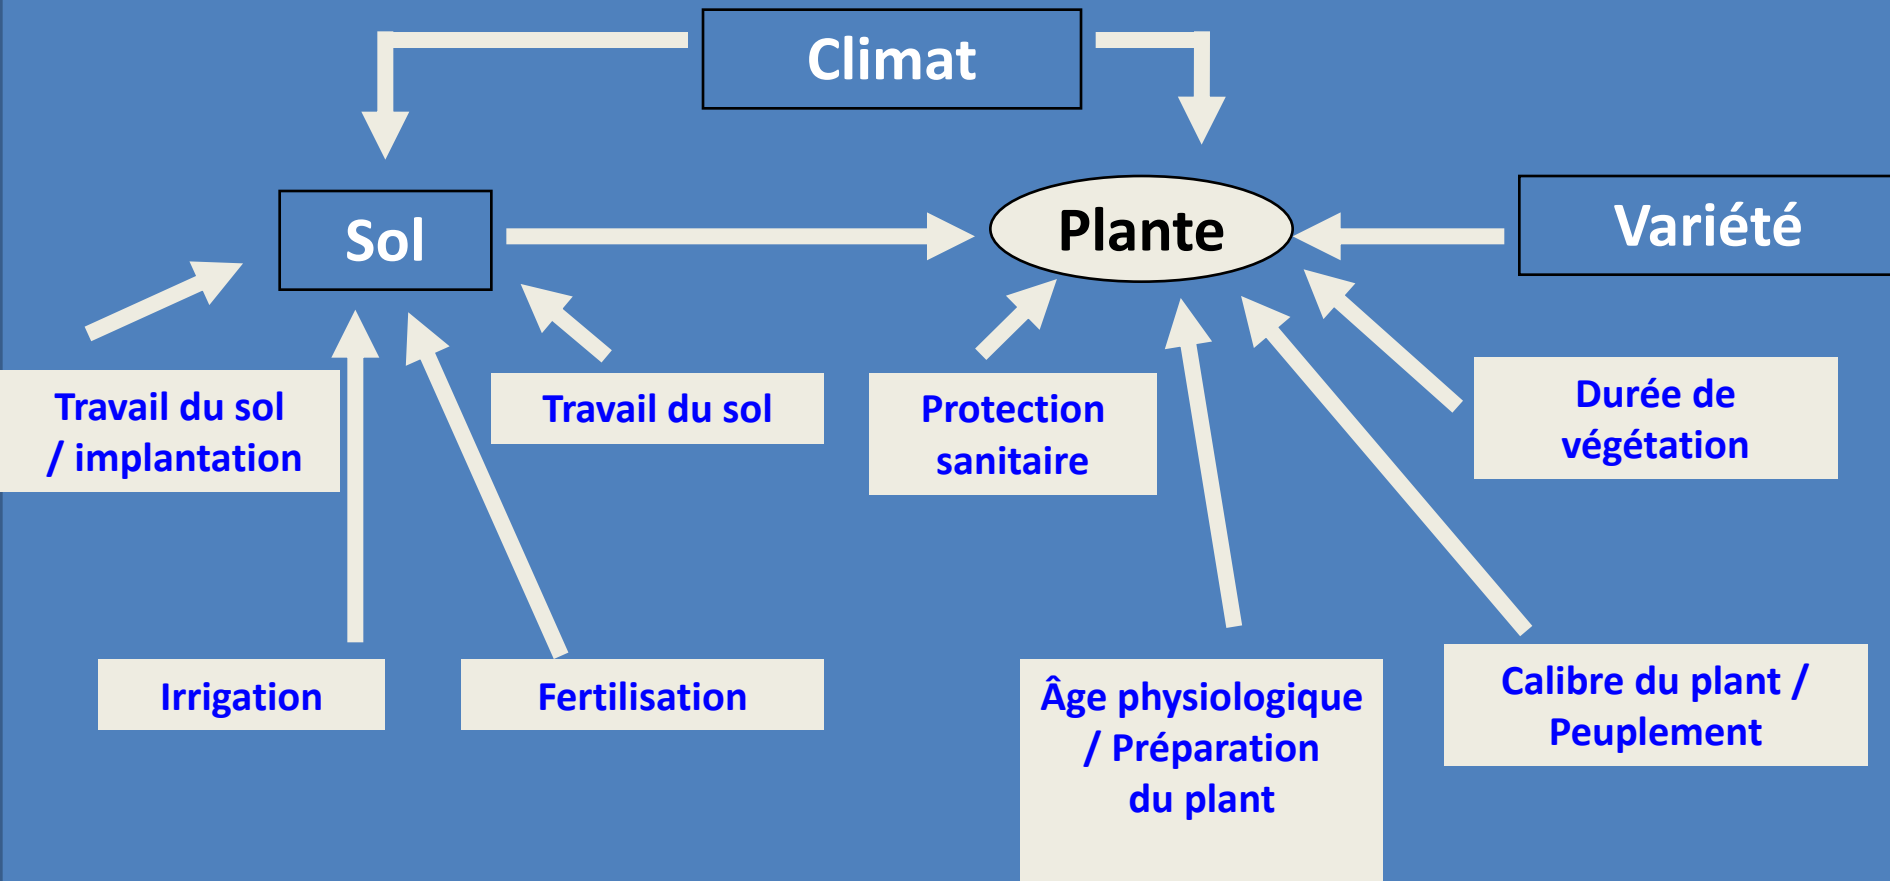 Climat
Sol
Plante
Variété
Travail du sol
/ implantation
Travail du sol
Protection
sanitaire
Durée de
végétation
Irrigation
Fertilisation
Âge physiologique
/ Préparation
du plant
Calibre du plant /
Peuplement